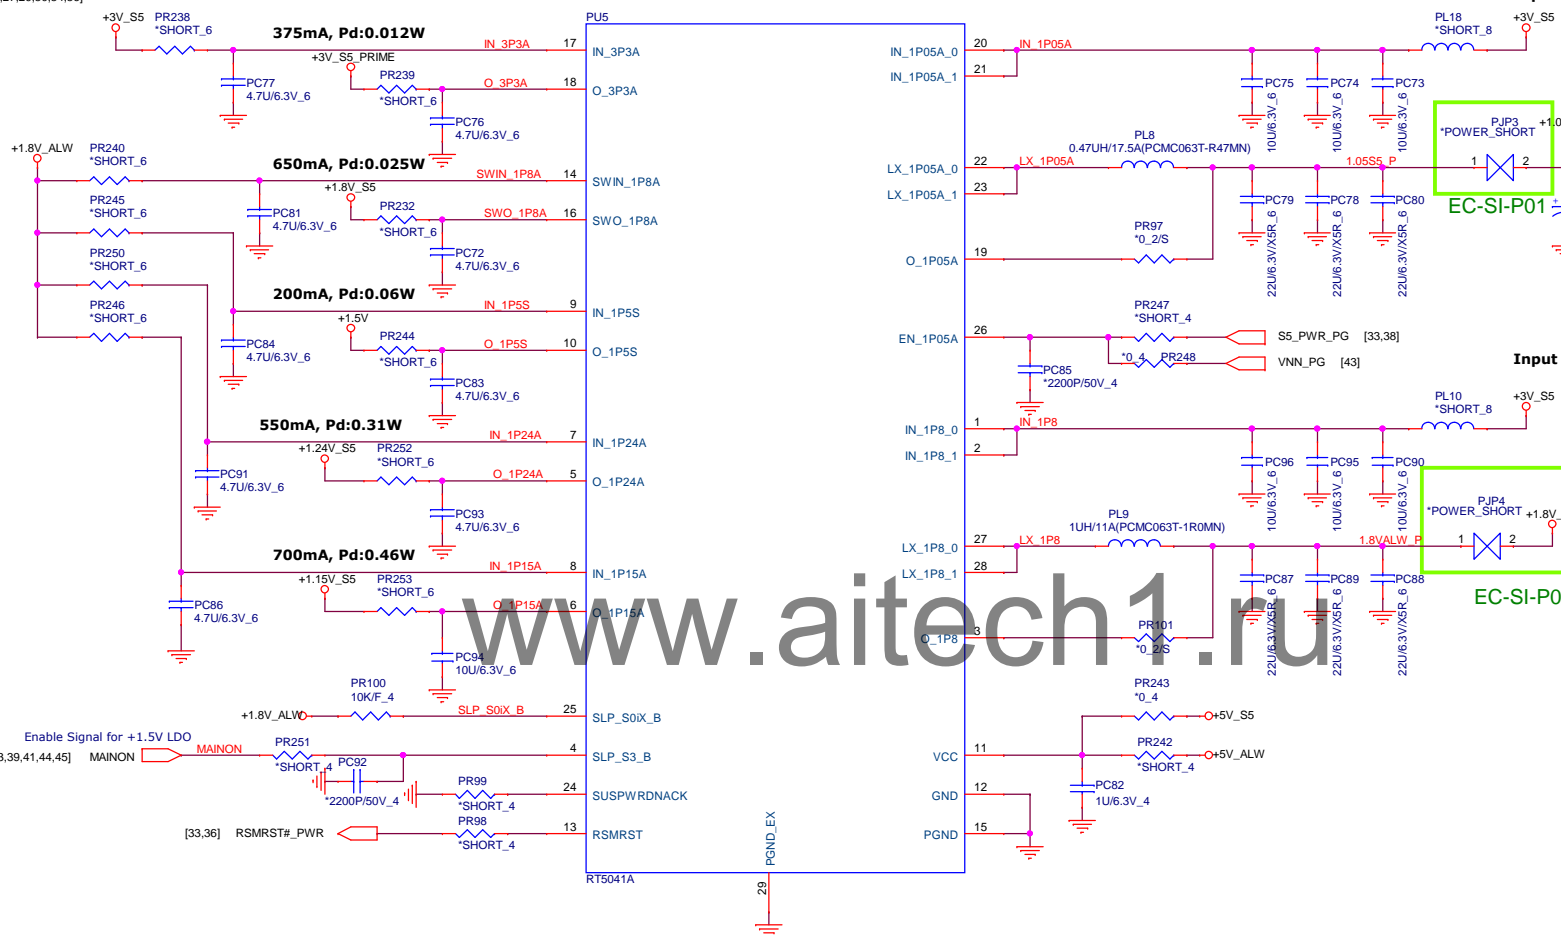 +3V_S5
PR238
*SHORT_6
375mA, Pd:0.012W
IN_3P3A
17
IN_3P3A
PC77
4.7U/6.3V_6
+3V_S5_PRIME
PR239
*SHORT_6
O_3P3A
18
O_3P3A
PC76
4.7U/6.3V_6
+1.8V_ALW
PR240
*SHORT_6
650mA, Pd:0.025W
SWIN_1P8A
14
SWIN_1P8A
PR245
*SHORT_6
PC81
4.7U/6.3V_6
+1.8V_S5
PR232
*SHORT_6
SWO_1P8A
16
SWO_1P8A
PC72
4.7U/6.3V_6
PR250
*SHORT_6
PR246
*SHORT_6
200mA, Pd:0.06W
IN_1P5S
9
IN_1P5S
PC84
4.7U/6.3V_6
+1.5V
PR244
*SHORT_6
O_1P5S
10
O_1P5S
PC83
4.7U/6.3V_6
550mA, Pd:0.31W
IN_1P24A
7
IN_1P24A
PC91
4.7U/6.3V_6
+1.24V_S5
PR252
*SHORT_6
O_1P24A
5
O_1P24A
PC93
4.7U/6.3V_6
700mA, Pd:0.46W
IN_1P15A
8
IN_1P15A
PC86
4.7U/6.3V_6
+1.15V_S5
PR253
*SHORT_6
O_1P15A
6
O_1P15A
PC94
10U/6.3V_6
+1.8V_ALW
PR100
10K/F_4
SLP_S0iX_B
25
SLP_S0iX_B
Enable Signal for +1.5V LDO
,39,41,44,45]
MAINON
MAINON
PR251
*SHORT_4
PC92
*2200P/50V_4
4
SLP_S3_B
PR99
*SHORT_4
24
SUSPWRDNACK
[33,36]
RSMRST#_PWR
PR98
*SHORT_4
13
RSMRST
PU5
RT5041A
PGND_EX
29
IN_1P05A_0
20
IN_1P05A
IN_1P05A_1
21
PC75
10U/6.3V_6
PC74
10U/6.3V_6
PC73
10U/6.3V_6
PL18
*SHORT_8
+3V_S5
LX_1P05A_0
22
LX_1P05A
LX_1P05A_1
23
PL8
0.47UH/17.5A(PCMC063T-R47MN)
1.05S5_P
PC79
22U/6.3V/X5R_6
PC78
22U/6.3V/X5R_6
PC80
22U/6.3V/X5R_6
PJP3
*POWER_SHORT
1
2
+1.0
EC-SI-P01
O_1P05A
19
PR97
*0_2/S
EN_1P05A
26
PC85
*2200P/50V_4
PR247
*SHORT_4
S5_PWR_PG
[33,38]
*0_4
PR248
VNN_PG
[43]
Input
IN_1P8_0
1
IN_1P8
IN_1P8_1
2
PC96
10U/6.3V_6
PC95
10U/6.3V_6
PC90
10U/6.3V_6
PL10
*SHORT_8
+3V_S5
LX_1P8_0
27
LX_1P8
LX_1P8_1
28
PL9
1UH/11A(PCMC063T-1R0MN)
1.8VALW_P
PC87
22U/6.3V/X5R_6
PC89
22U/6.3V/X5R_6
PC88
22U/6.3V/X5R_6
PJP4
*POWER_SHORT
1
2
+1.8V_
EC-SI-P0
O_1P8
3
PR101
*0_2/S
VCC
11
PR243
*0_4
+5V_S5
PR242
*SHORT_4
+5V_ALW
PC82
1U/6.3V_4
GND
12
PGND
15
www.aitech1.ru